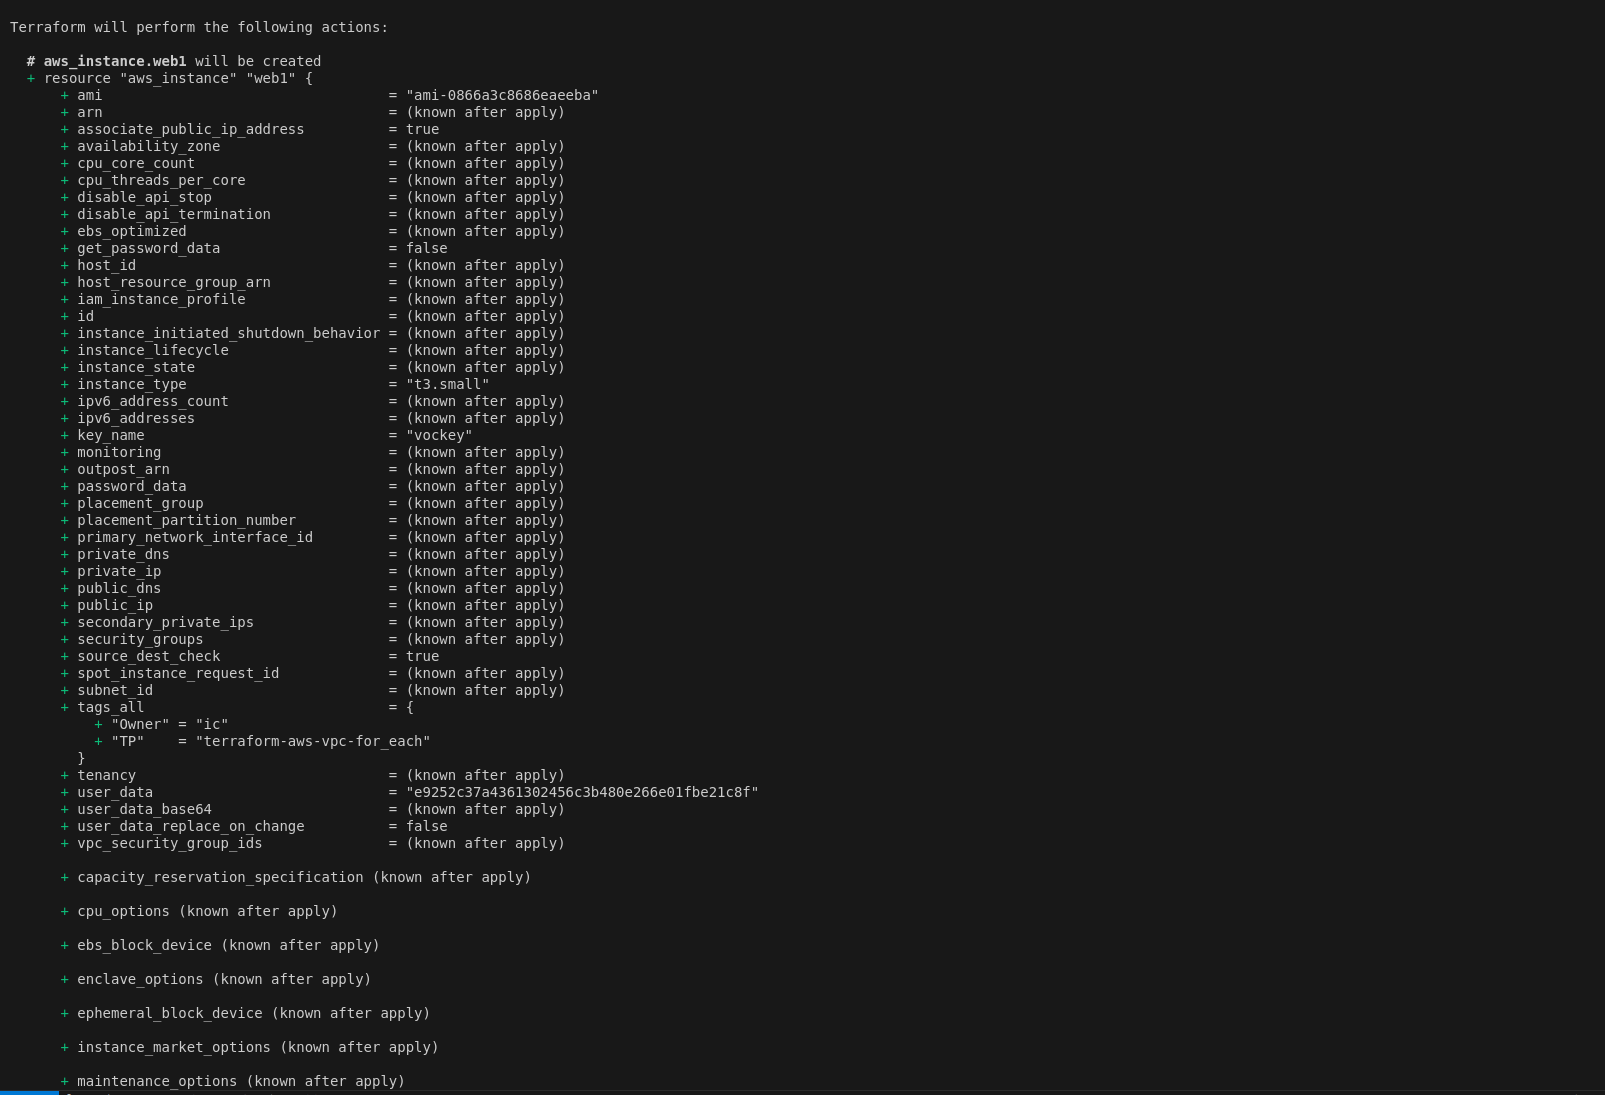 Terraform will perform the following actions:

  # aws_instance.web1 will be created
  + resource "aws_instance" "web1" {
      + ami                                  = "ami-0866a3c8686eaeeba"
      + arn                                  = (known after apply)
      + associate_public_ip_address          = true
      + availability_zone                    = (known after apply)
      + cpu_core_count                       = (known after apply)
      + cpu_threads_per_core                 = (known after apply)
      + disable_api_stop                     = (known after apply)
      + disable_api_termination              = (known after apply)
      + ebs_optimized                        = (known after apply)
      + get_password_data                    = false
      + host_id                              = (known after apply)
      + host_resource_group_arn              = (known after apply)
      + iam_instance_profile                 = (known after apply)
      + id                                   = (known after apply)
      + instance_initiated_shutdown_behavior = (known after apply)
      + instance_lifecycle                   = (known after apply)
      + instance_state                       = (known after apply)
      + instance_type                        = "t3.small"
      + ipv6_address_count                   = (known after apply)
      + ipv6_addresses                       = (known after apply)
      + key_name                             = "vockey"
      + monitoring                           = (known after apply)
      + outpost_arn                          = (known after apply)
      + password_data                        = (known after apply)
      + placement_group                      = (known after apply)
      + placement_partition_number           = (known after apply)
      + primary_network_interface_id         = (known after apply)
      + private_dns                          = (known after apply)
      + private_ip                           = (known after apply)
      + public_dns                           = (known after apply)
      + public_ip                            = (known after apply)
      + secondary_private_ips                = (known after apply)
      + security_groups                      = (known after apply)
      + source_dest_check                    = true
      + spot_instance_request_id             = (known after apply)
      + subnet_id                            = (known after apply)
      + tags_all                             = {
          + "Owner" = "ic"
          + "TP"    = "terraform-aws-vpc-for_each"
        }
      + tenancy                              = (known after apply)
      + user_data                            = "e9252c37a4361302456c3b480e266e01fbe21c8f"
      + user_data_base64                     = (known after apply)
      + user_data_replace_on_change          = false
      + vpc_security_group_ids               = (known after apply)

      + capacity_reservation_specification (known after apply)

      + cpu_options (known after apply)

      + ebs_block_device (known after apply)

      + enclave_options (known after apply)

      + ephemeral_block_device (known after apply)

      + instance_market_options (known after apply)

      + maintenance_options (known after apply)